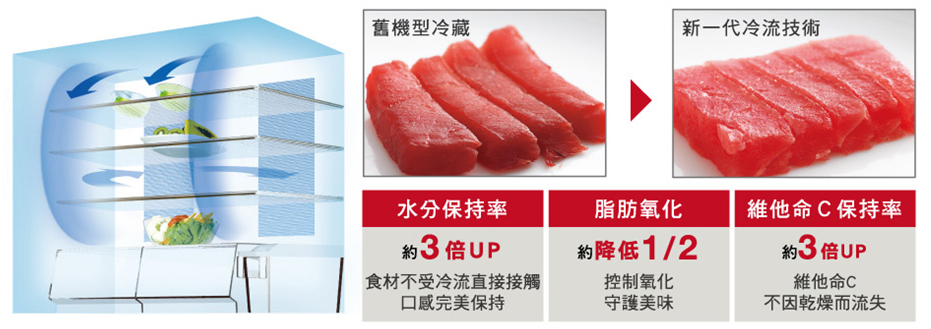 舊機型冷藏
新一代冷流技術
水分保持率
約3倍UP
食材不受冷流直接接觸
口感完美保持
脂肪氧化
約降低1/2
控制氧化
守護美味
維他命C保持率
約3倍UP
維他命C
不因乾燥而流失